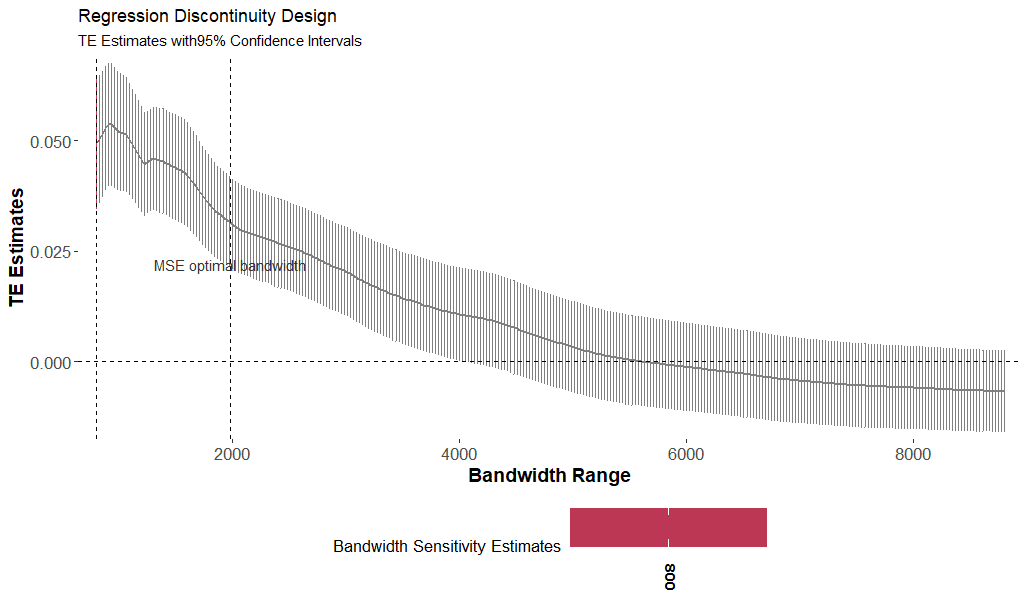 Regression Discontinuity Design
TE Estimates with95% Confidence Intervals
TE Estimates
0.050
0.025
0.000
MSE optimal bandwidth
2000
4000
6000
8000
Bandwidth Range
Bandwidth Sensitivity Estimates
800